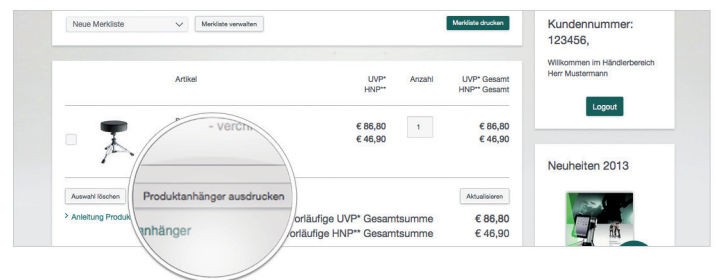 Neue Merkliste
Merkliste verwalten
Merkliste drucken
Artikel
UVP*
HNP**
Anzahl
UVP* Gesamt
HNP** Gesamt
- verch
€ 86,80
€ 46,90
1
€ 86,80
€ 46,90
Auswahl löschen
Produktanhänger ausdrucken
Aktualisieren
> Anleitung Produk
anhänger
orläufige UVP* Gesamtsumme € 86,80
orläufige HNP** Gesamtsumme € 46,90
Kundennummer:
123456,
Willkommen im Händlerbereich
Herr Mustermann
Logout
Neuheiten 2013